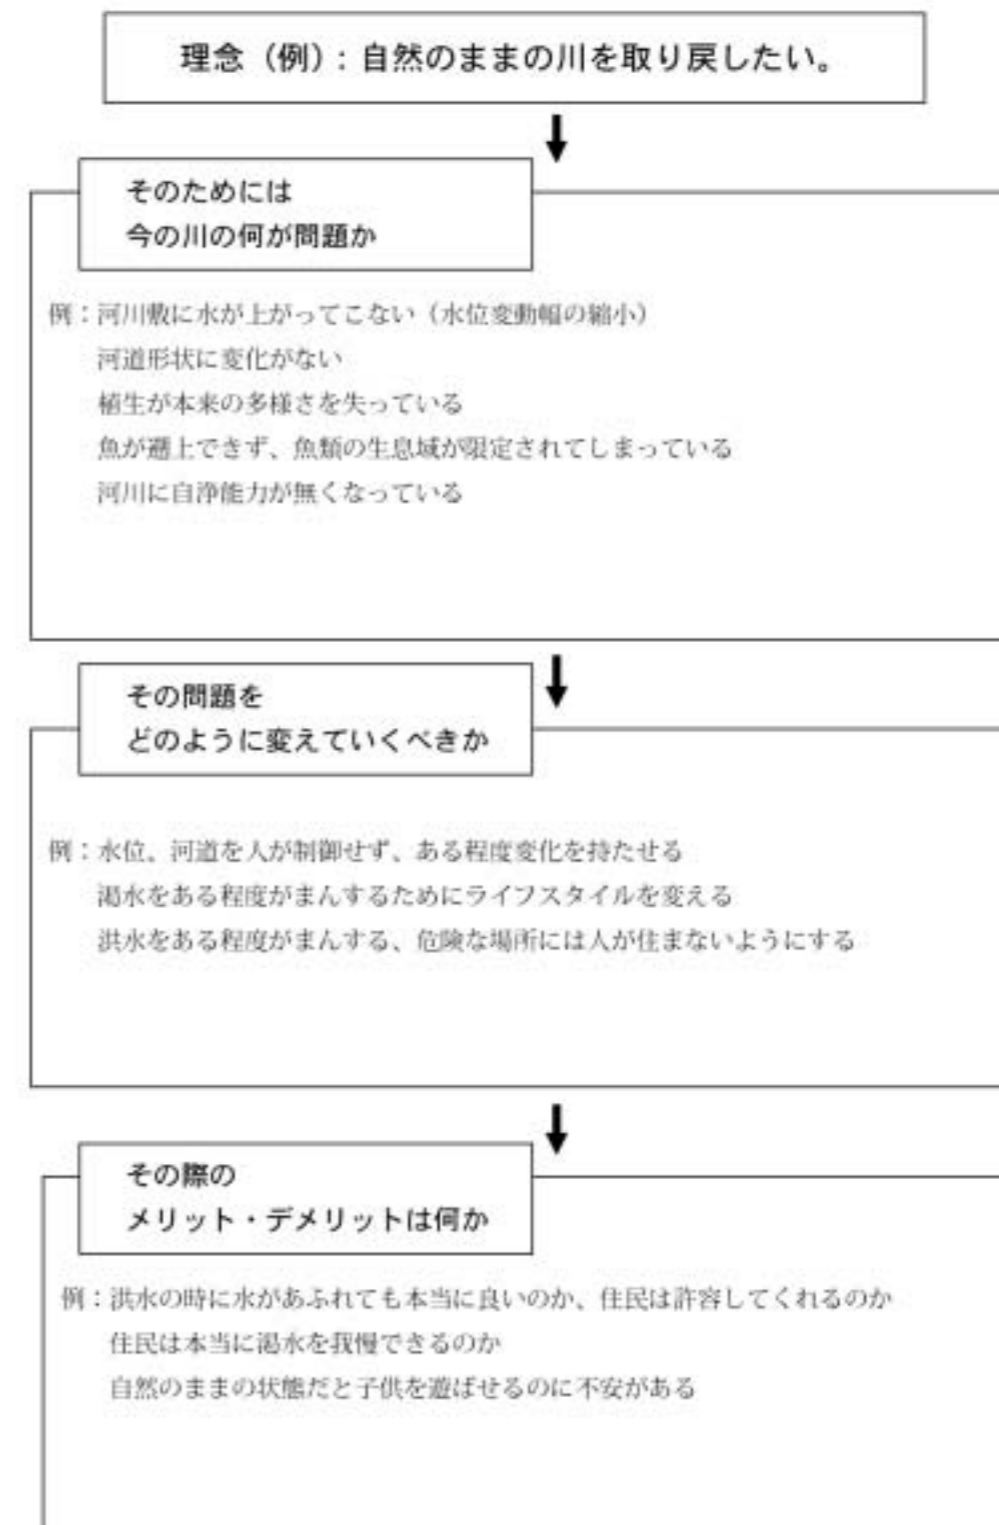 理念（例）：自然のままの川を取り戻したい。
そのためには
今の川の何が問題か
例：河川敷に水が上がってこない（水位変動幅の縮小）
河道形状に変化がない
植生が本来の多様さを失っている
魚が遡上できず、魚類の生息域が限定されてしまっている
河川に自浄能力が無くなっている
その問題を
どのように変えていくべきか
例：水位、河道を人が制御せず、ある程度変化を持たせる
渇水をある程度がまんするためにライフスタイルを変える
洪水をある程度がまんする、危険な場所には人が住まないようにする
その際の
メリット・デメリットは何か
例：洪水の時に水があふれても本当に良いのか、住民は許容してくれるのか
住民は本当に渇水を我慢できるのか
自然のままの状態だと子供を遊ばせるのに不安がある